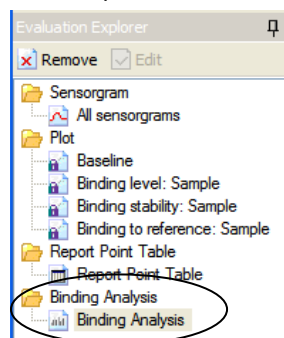 Evaluation Explorer
Remove Edit
Sensorgram
All sensorgrams
Plot
Baseline
Binding level: Sample
Binding stability: Sample
Binding to reference: Sample
Report Point Table
Report Point Table
Binding Analysis
Binding Analysis